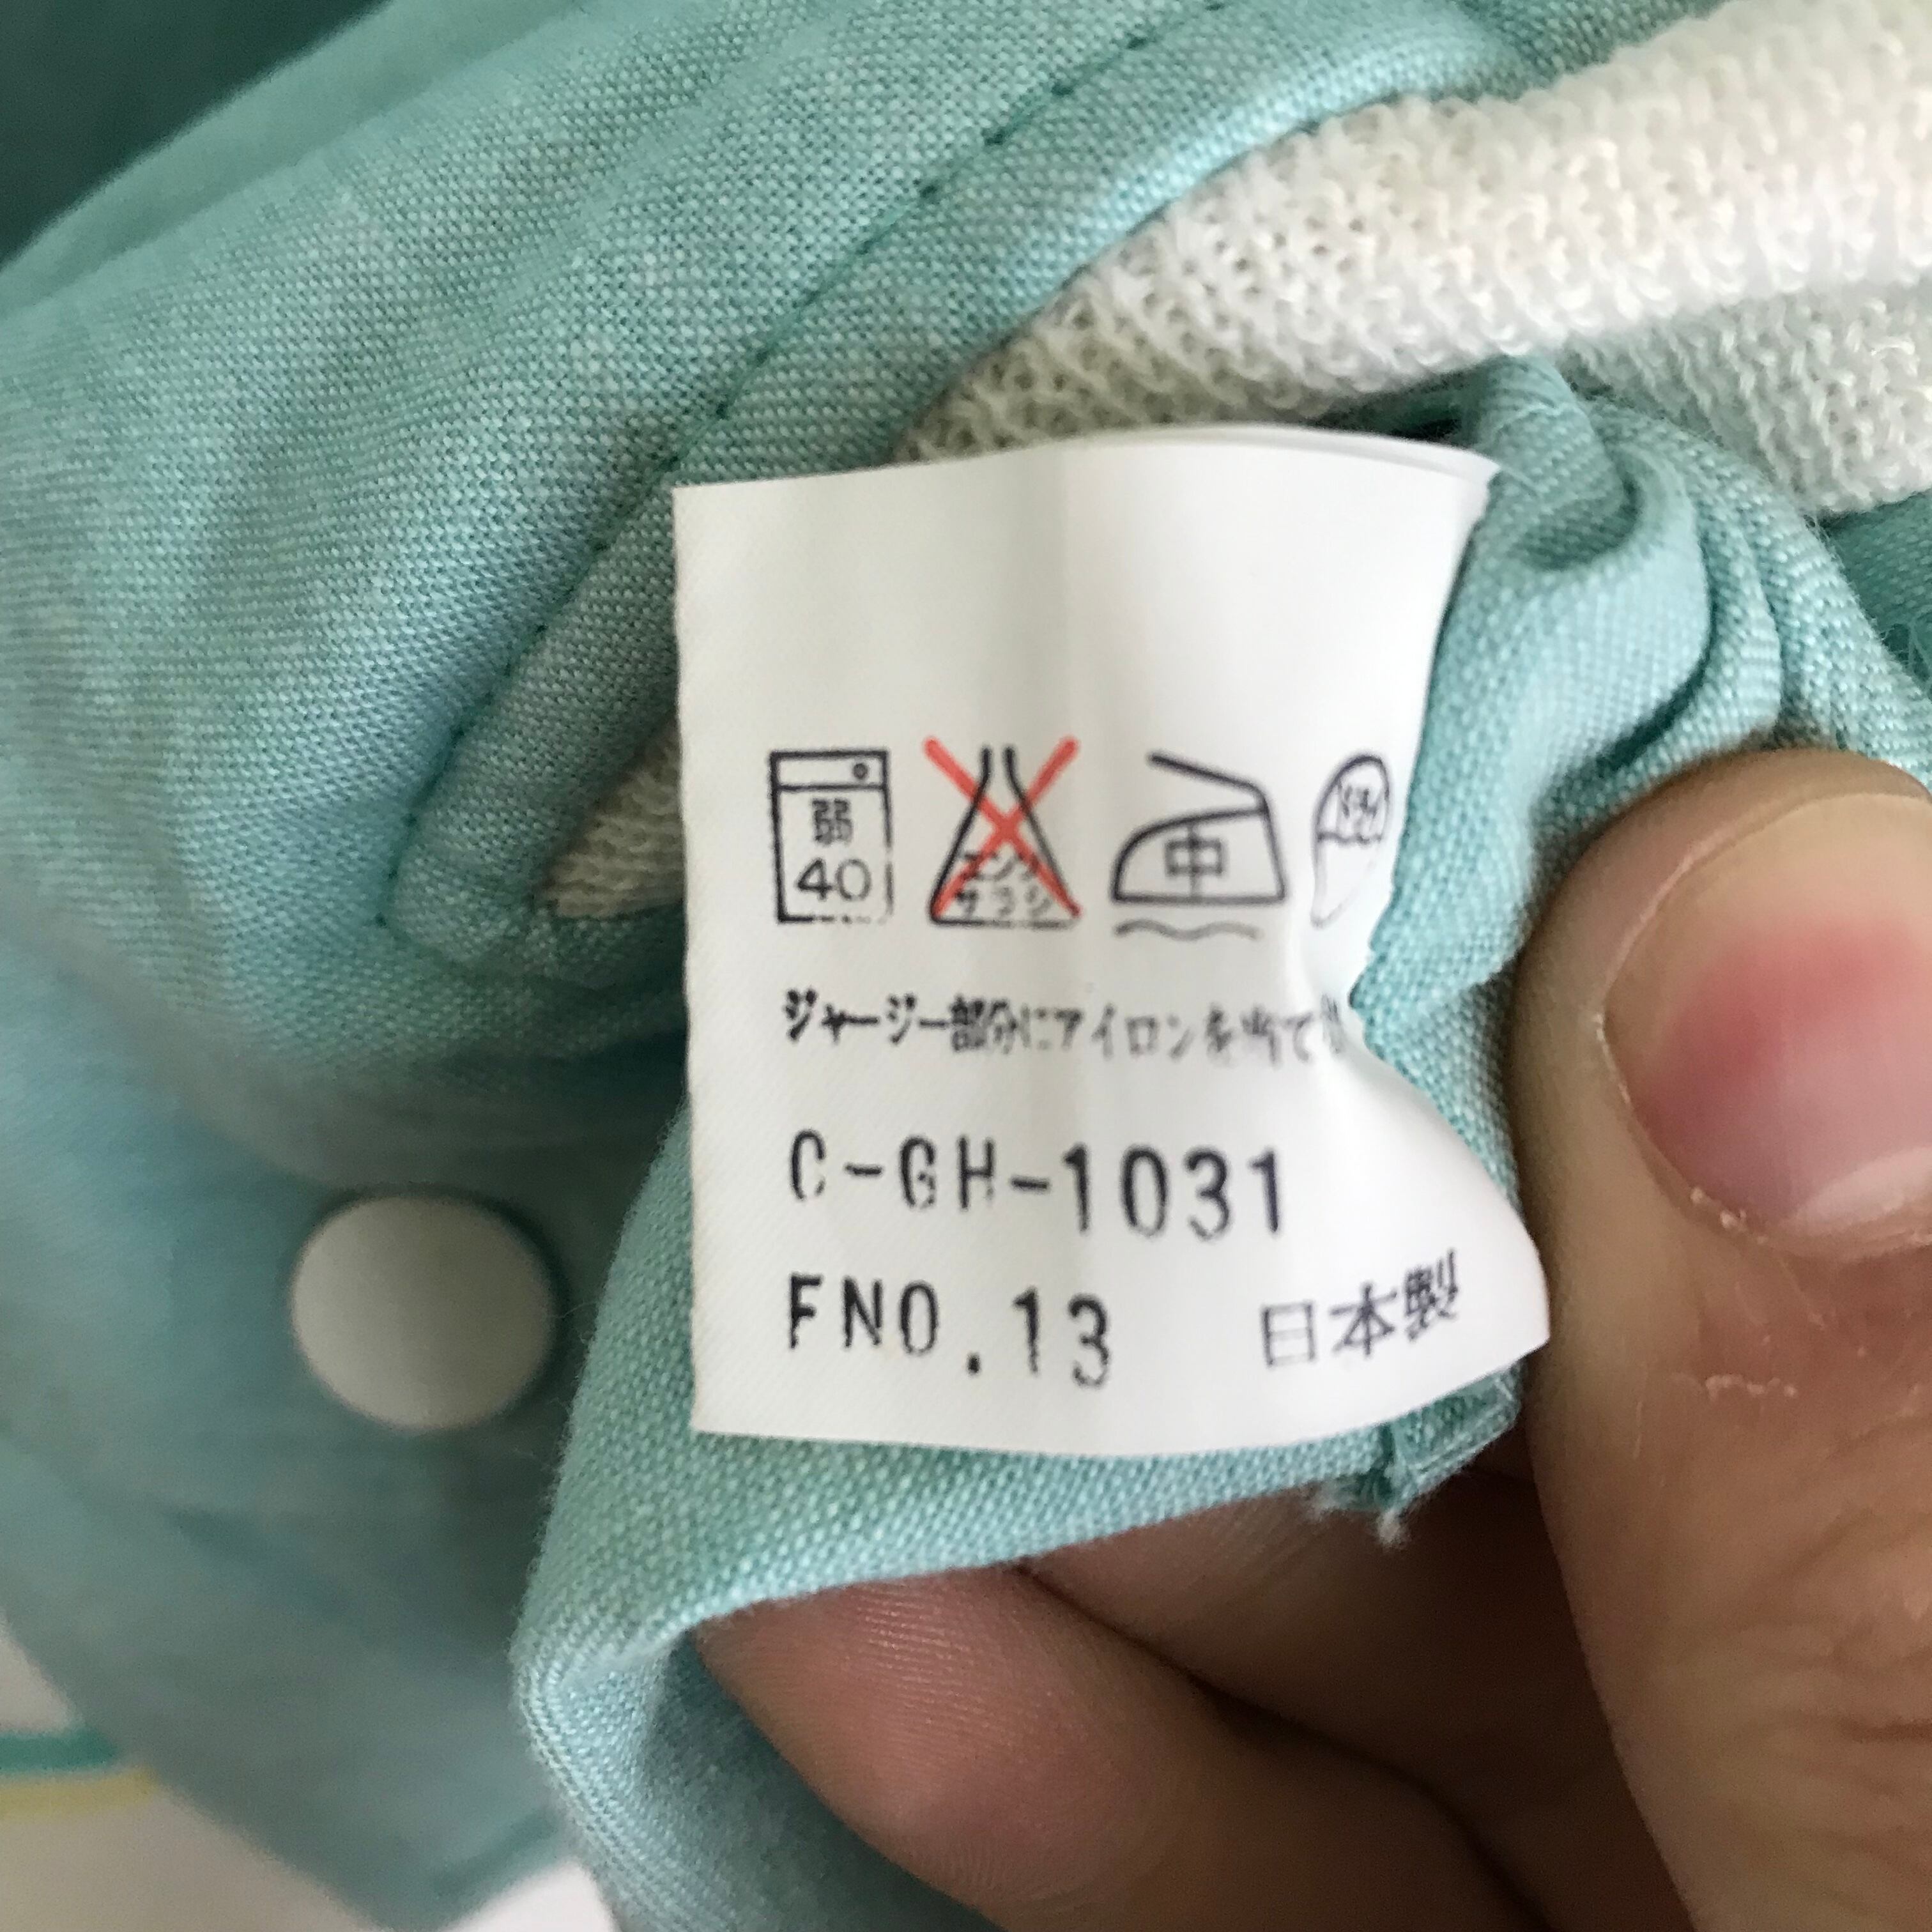 弱 40 エンソ サラシ 中
ジャージー部分にアイロンを当て
C-GH-1031
FNO.13 日本製